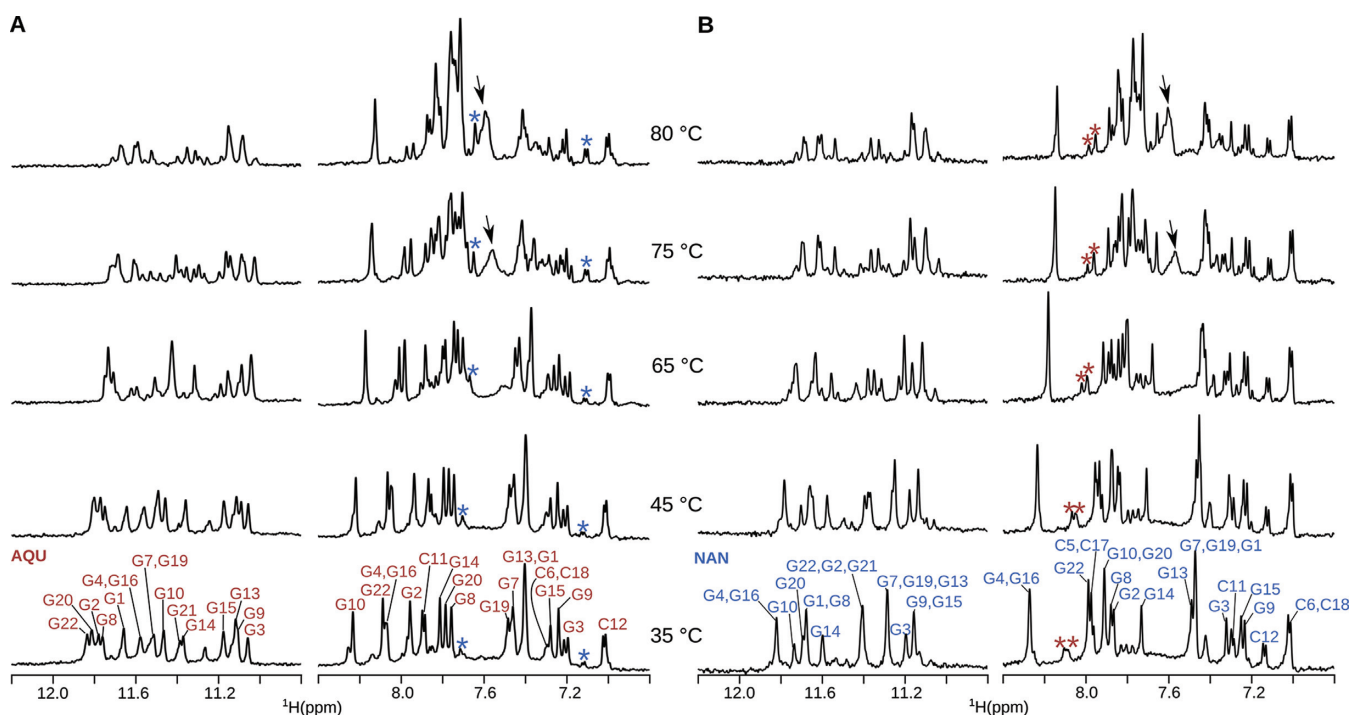 A
B
80 °C
75 °C
65 °C
45 °C
35 °C
* *
* *
* *
* *
* *
**
**
**
**
**
AQU
G22
G20
G2
G8
G4,G16
G1
G7,G19
G10
G21
G14
G15
G13
G9
G3
G10
G22
G4,G16
G2
C11
G14
G20
G8
G19
G7
G13,G1
C6,C18
G15
G9
G3
C12
NAN
G4,G16
G10
G20
G1,G8
G14
G22,G2,G21
G7,G19,G13
G3
G9,G15
G4,G16
G22
C5,C17
G10,G20
G8
G2
G14
G13
G7,G19,G1
G3
C11
G15
G9
C12
C6,C18
12.0 11.6 11.2 8.0 7.6 7.2
¹H(ppm)
12.0 11.6 11.2 8.0 7.6 7.2
¹H(ppm)